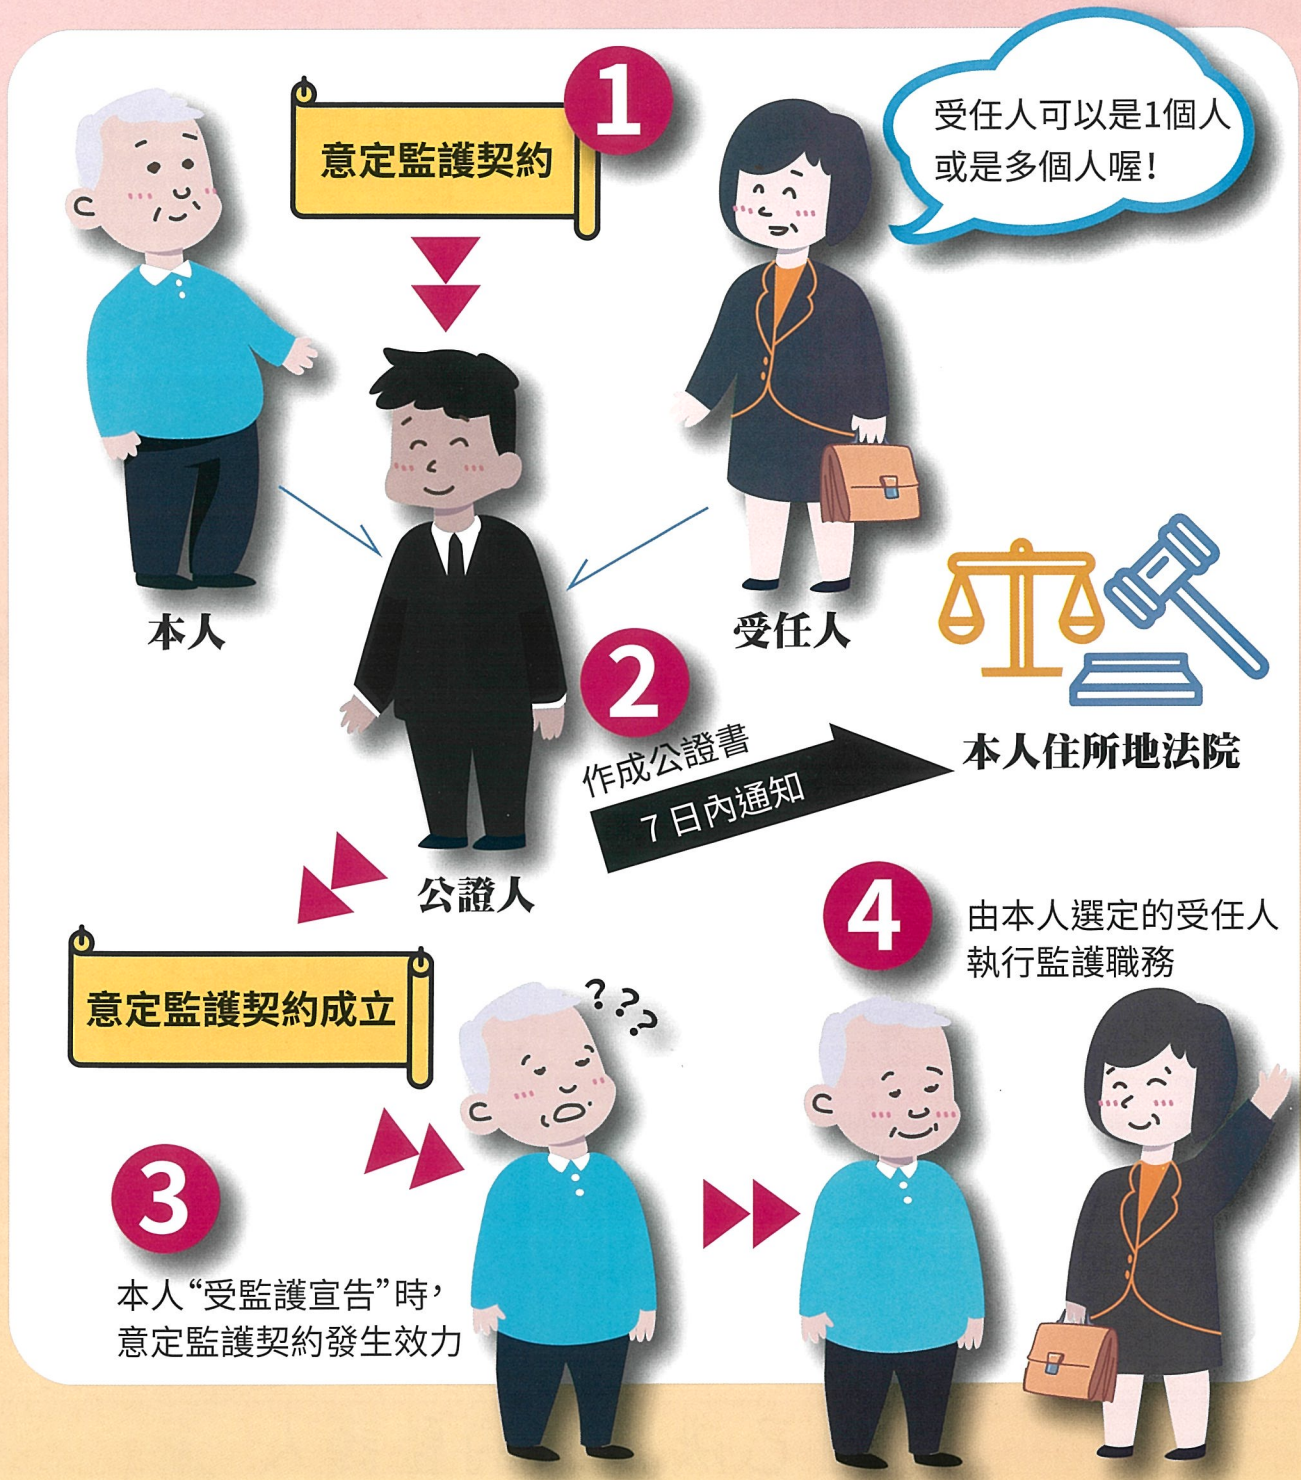 1
意定監護契約
受任人可以是1個人
或是多個人喔!
本人
受任人
2
作成公證書
7日內通知
本人住所地法院
公證人
意定監護契約成立
???
3
本人“受監護宣告”時,
意定監護契約發生效力
4
由本人選定的受任人
執行監護職務